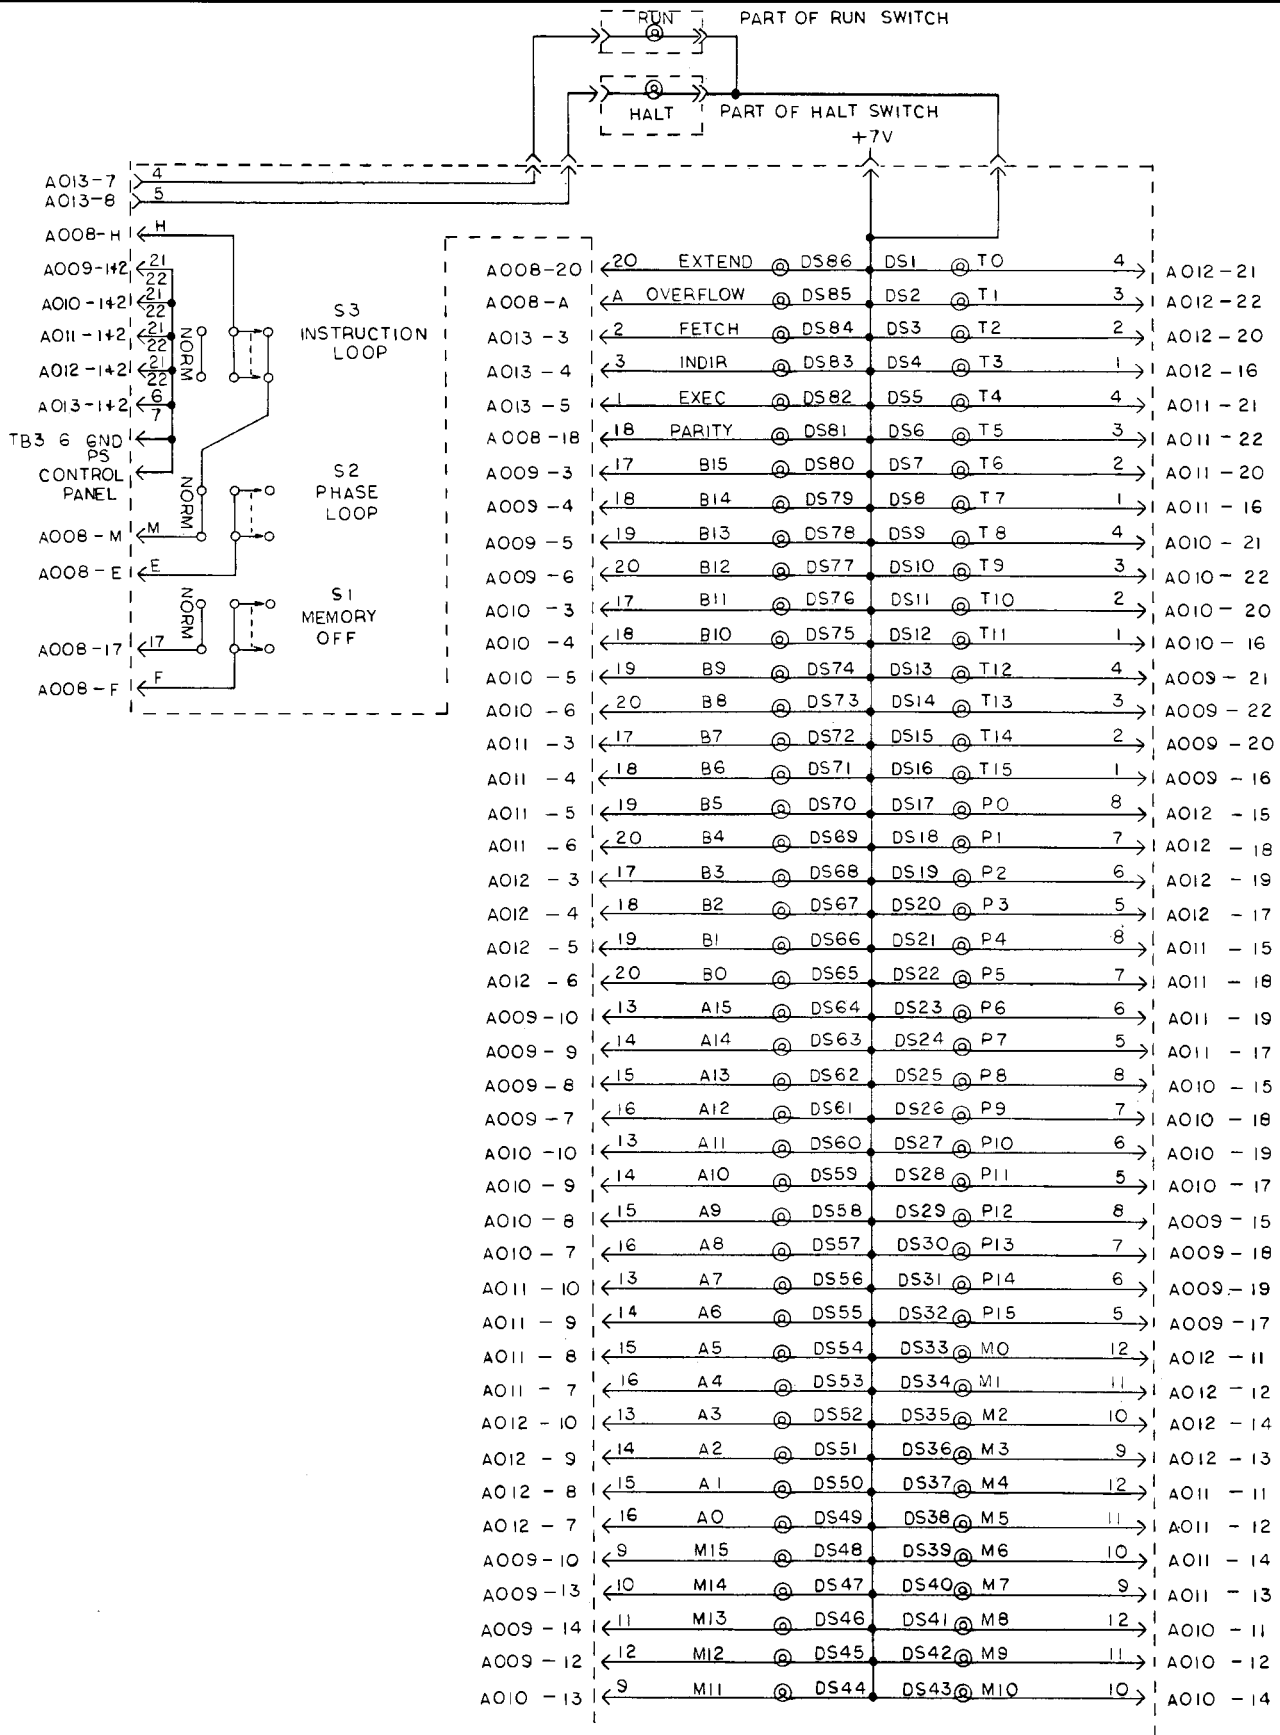 RUN PART OF RUN SWITCH
HALT PART OF HALT SWITCH
+7V
A013-7 4
A013-8 5
A008-H H
A009-1+2 21 22
A010-1+2 21 22
A011-1+2 21 22
A012-1+2 21 22
A013-1+2 6 7
TB3 6 GND
PS
CONTROL
PANEL
A008-M M
A008-E E
A008-17 17
A008-F F
NORM
S3
INSTRUCTION
LOOP
NORM
S2
PHASE
LOOP
NORM
S1
MEMORY
OFF
A008-20 20 EXTEND DS86 DS1 T0 4 A012-21
A008-A A OVERFLOW DS85 DS2 T1 3 A012-22
A013-3 2 FETCH DS84 DS3 T2 2 A012-20
A013-4 3 INDIR DS83 DS4 T3 1 A012-16
A013-5 1 EXEC DS82 DS5 T4 4 A011-21
A008-18 18 PARITY DS81 DS6 T5 3 A011-22
A009-3 17 B15 DS80 DS7 T6 2 A011-20
A009-4 18 B14 DS79 DS8 T7 1 A011-16
A009-5 19 B13 DS78 DS9 T8 4 A010-21
A009-6 20 B12 DS77 DS10 T9 3 A010-22
A010-3 17 B11 DS76 DS11 T10 2 A010-20
A010-4 18 B10 DS75 DS12 T11 1 A010-16
A010-5 19 B9 DS74 DS13 T12 4 A009-21
A010-6 20 B8 DS73 DS14 T13 3 A009-22
A011-3 17 B7 DS72 DS15 T14 2 A009-20
A011-4 18 B6 DS71 DS16 T15 1 A009-16
A011-5 19 B5 DS70 DS17 P0 8 A012-15
A011-6 20 B4 DS69 DS18 P1 7 A012-18
A012-3 17 B3 DS68 DS19 P2 6 A012-19
A012-4 18 B2 DS67 DS20 P3 5 A012-17
A012-5 19 B1 DS66 DS21 P4 8 A011-15
A012-6 20 B0 DS65 DS22 P5 7 A011-18
A009-10 13 A15 DS64 DS23 P6 6 A011-19
A009-9 14 A14 DS63 DS24 P7 5 A011-17
A009-8 15 A13 DS62 DS25 P8 8 A010-15
A009-7 16 A12 DS61 DS26 P9 7 A010-18
A010-10 13 A11 DS60 DS27 P10 6 A010-19
A010-9 14 A10 DS59 DS28 P11 5 A010-17
A010-8 15 A9 DS58 DS29 P12 8 A009-15
A010-7 16 A8 DS57 DS30 P13 7 A009-18
A011-10 13 A7 DS56 DS31 P14 6 A009-19
A011-9 14 A6 DS55 DS32 P15 5 A009-17
A011-8 15 A5 DS54 DS33 M0 12 A012-11
A011-7 16 A4 DS53 DS34 M1 11 A012-12
A012-10 13 A3 DS52 DS35 M2 10 A012-14
A012-9 14 A2 DS51 DS36 M3 9 A012-13
A012-8 15 A1 DS50 DS37 M4 12 A011-11
A012-7 16 A0 DS49 DS38 M5 11 A011-12
A009-10 9 M15 DS48 DS39 M6 10 A011-14
A009-13 10 M14 DS47 DS40 M7 9 A011-13
A009-14 11 M13 DS46 DS41 M8 12 A010-11
A009-12 12 M12 DS45 DS42 M9 11 A010-12
A010-13 9 M11 DS44 DS43 M10 10 A010-14